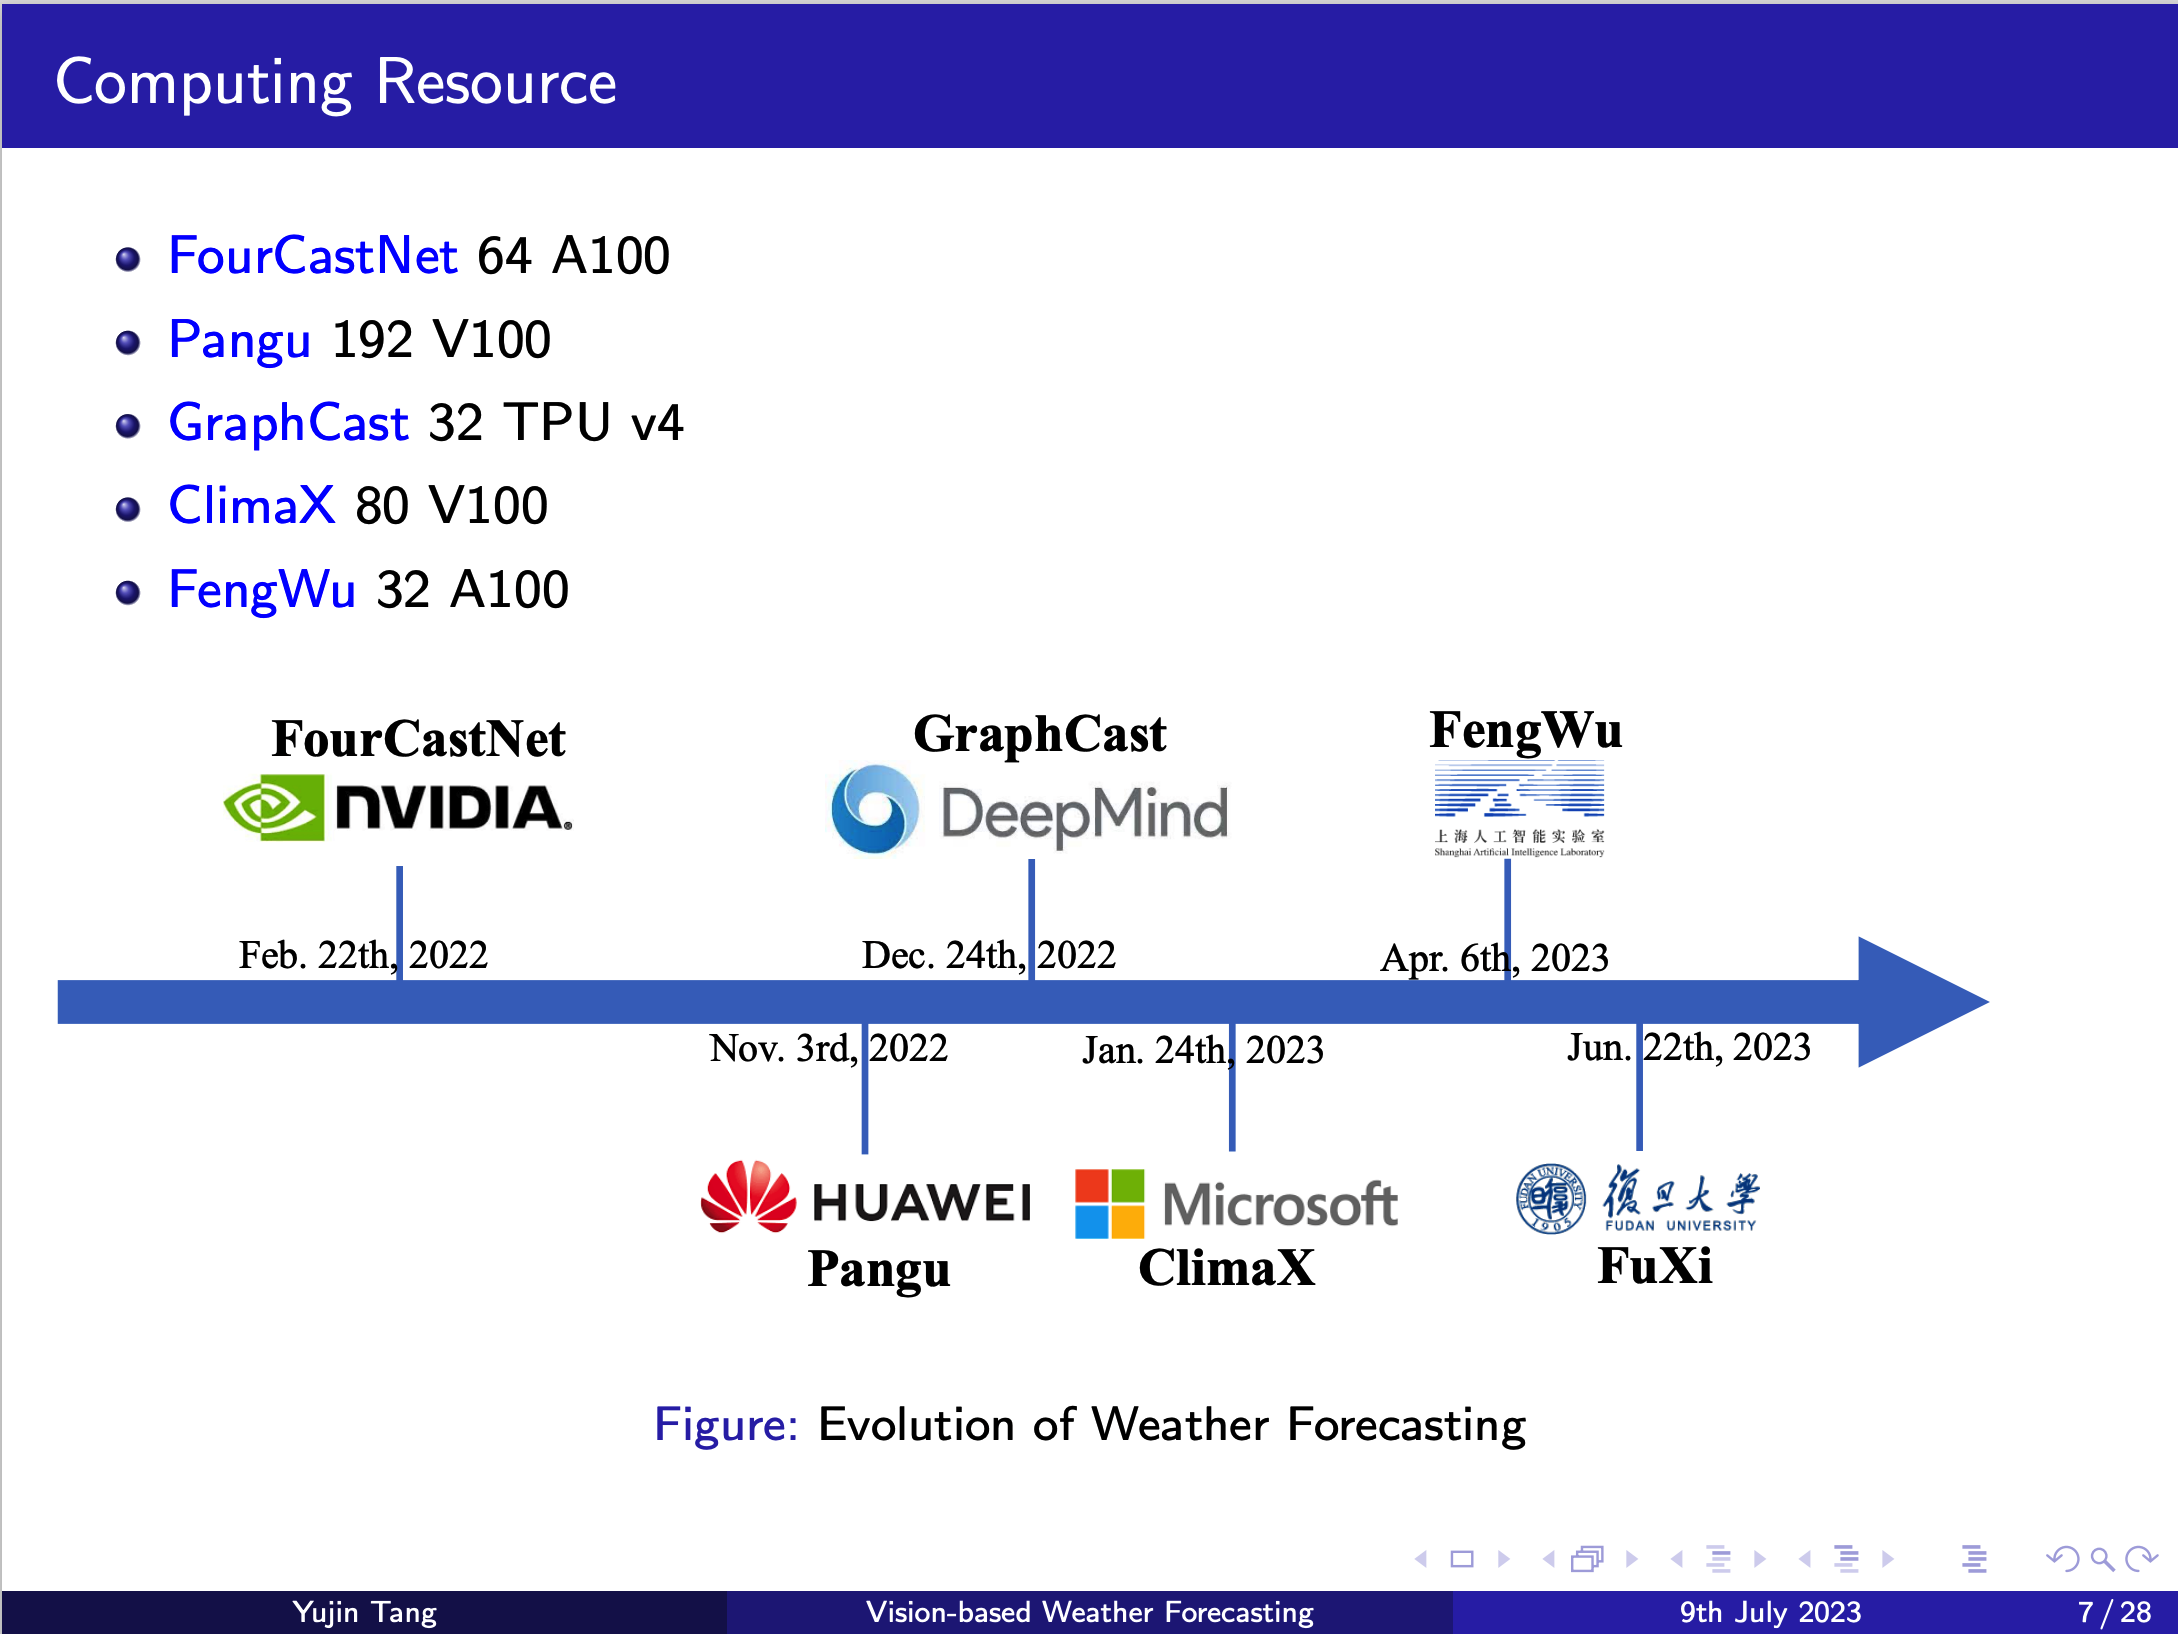 Computing Resource
FourCastNet 64 A100
Pangu 192 V100
GraphCast 32 TPU v4
ClimaX 80 V100
FengWu 32 A100
FourCastNet
NVIDIA.
GraphCast
DeepMind
FengWu
上海人工智能实验室
Shanghai Artificial Intelligence Laboratory
Feb. 22th, 2022
Dec. 24th, 2022
Apr. 6th, 2023
Nov. 3rd, 2022
Jan. 24th, 2023
Jun. 22th, 2023
HUAWEI
Pangu
Microsoft
ClimaX
FUDAN UNIVERSITY
1905
復旦大學
FUDAN UNIVERSITY
FuXi
Figure: Evolution of Weather Forecasting
Yujin Tang
Vision-based Weather Forecasting
9th July 2023
7 / 28